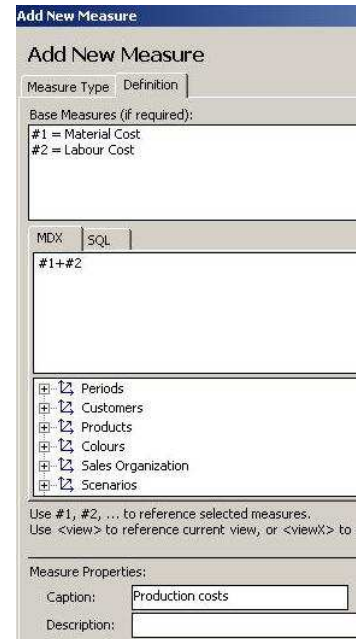 Add New Measure
Add New Measure
Measure Type Definition
Base Measures (if required):
#1 = Material Cost
#2 = Labour Cost
MDX SQL
#1+#2
Periods
Customers
Products
Colours
Sales Organization
Scenarios
Use #1, #2, ... to reference selected measures.
Use <view> to reference current view, or <viewX> to
Measure Properties:
Caption: Production costs
Description: